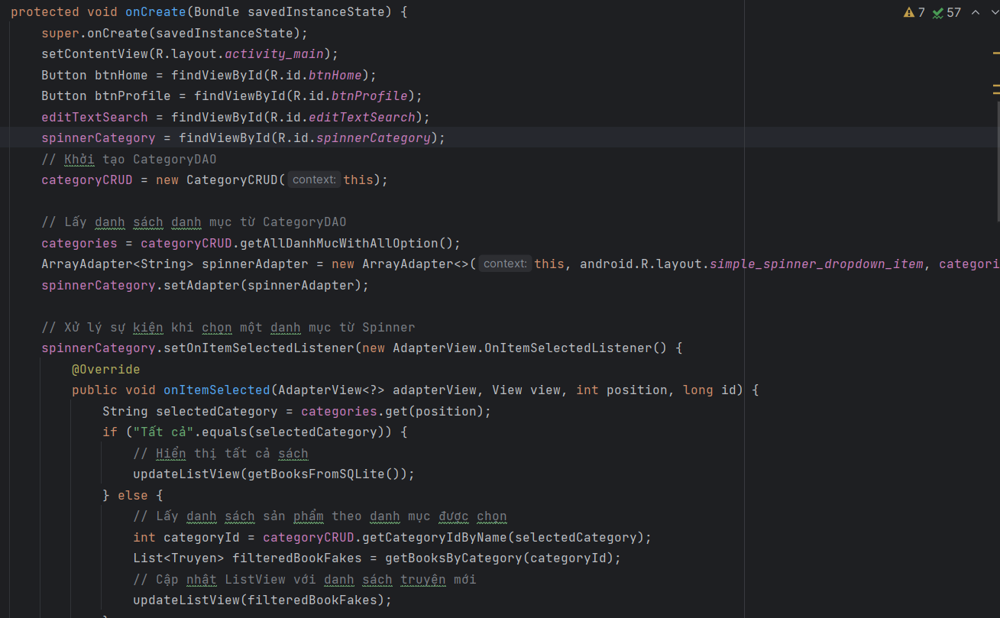 protected void onCreate(Bundle savedInstanceState) {
7 57
super.onCreate(savedInstanceState);
setContentView(R.layout.activity_main);
Button btnHome = findViewById(R.id.btnHome);
Button btnProfile = findViewById(R.id.btnProfile);
editTextSearch = findViewById(R.id.editTextSearch);
spinnerCategory = findViewById(R.id.spinnerCategory);
// Khởi tạo CategoryDAO
categoryCRUD = new CategoryCRUD( context: this);
// Lấy danh sách danh mục từ CategoryDAO
categories = categoryCRUD.getAllDanhMucWithAllOption();
ArrayAdapter<String> spinnerAdapter = new ArrayAdapter<>( context: this, android.R.layout.simple_spinner_dropdown_item, categori
spinnerCategory.setAdapter(spinnerAdapter);
// Xử lý sự kiện khi chọn một danh mục từ Spinner
spinnerCategory.setOnItemSelectedListener(new AdapterView.OnItemSelectedListener() {
@Override
public void onItemSelected(AdapterView<?> adapterView, View view, int position, long id) {
String selectedCategory = categories.get(position);
if ("Tất cả".equals(selectedCategory)) {
// Hiển thị tất cả sách
updateListView(getBooksFromSQLite());
} else {
// Lấy danh sách sản phẩm theo danh mục được chọn
int categoryId = categoryCRUD.getCategoryIdByName(selectedCategory);
List<Truyen> filteredBookFakes = getBooksByCategory(categoryId);
// Cập nhật ListView với danh sách truyện mới
updateListView(filteredBookFakes);